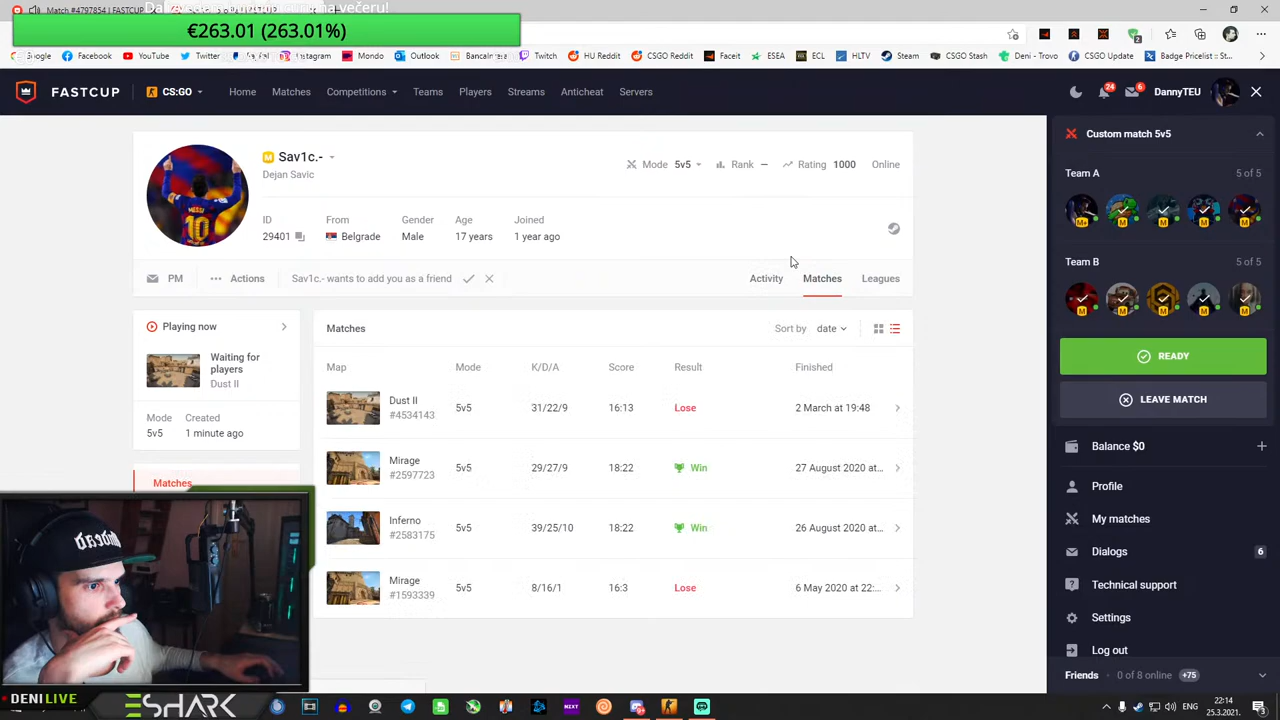 Match #4797854 | FASTCUP
€263.01 (263.01%)
Google Facebook YouTube Twitter Instagram Mondo Outlook Bancalnera Twitch HU Reddit CSGO Reddit Faceit ESEA ECL HLTV Steam CSGO Stash Deni - Trovo CSGO Update Badge Pricelist :: St...
FASTCUP CS:GO Home Matches Competitions Teams Players Streams Anticheat Servers 24 6 DannyTEU
M Sav1c.-
Dejan Savic
Mode 5v5 Rank – Rating 1000 Online
ID From Gender Age Joined
29401 Belgrade Male 17 years 1 year ago
PM Actions Sav1c.- wants to add you as a friend Activity Matches Leagues
Playing now
Waiting for
players
Dust II
Mode Created
5v5 1 minute ago
Matches
Matches Sort by date
Map Mode K/D/A Score Result Finished
Dust II
#4534143
5v5 31/22/9 16:13 Lose 2 March at 19:48
Mirage
#2597723
5v5 29/27/9 18:22 Win 27 August 2020 at...
Inferno
#2583175
5v5 39/25/10 18:22 Win 26 August 2020 at...
Mirage
#1593339
5v5 8/16/1 16:3 Lose 6 May 2020 at 22:...
Custom match 5v5
Team A 5 of 5
M+ M M M M
Team B 5 of 5
M M M M M
READY
LEAVE MATCH
Balance $0
Profile
My matches
Dialogs 6
Technical support
Settings
Log out
Friends 0 of 8 online +75
DENILIVE
ESHARK
NEXT
ENG
22:14
25.3.2021.